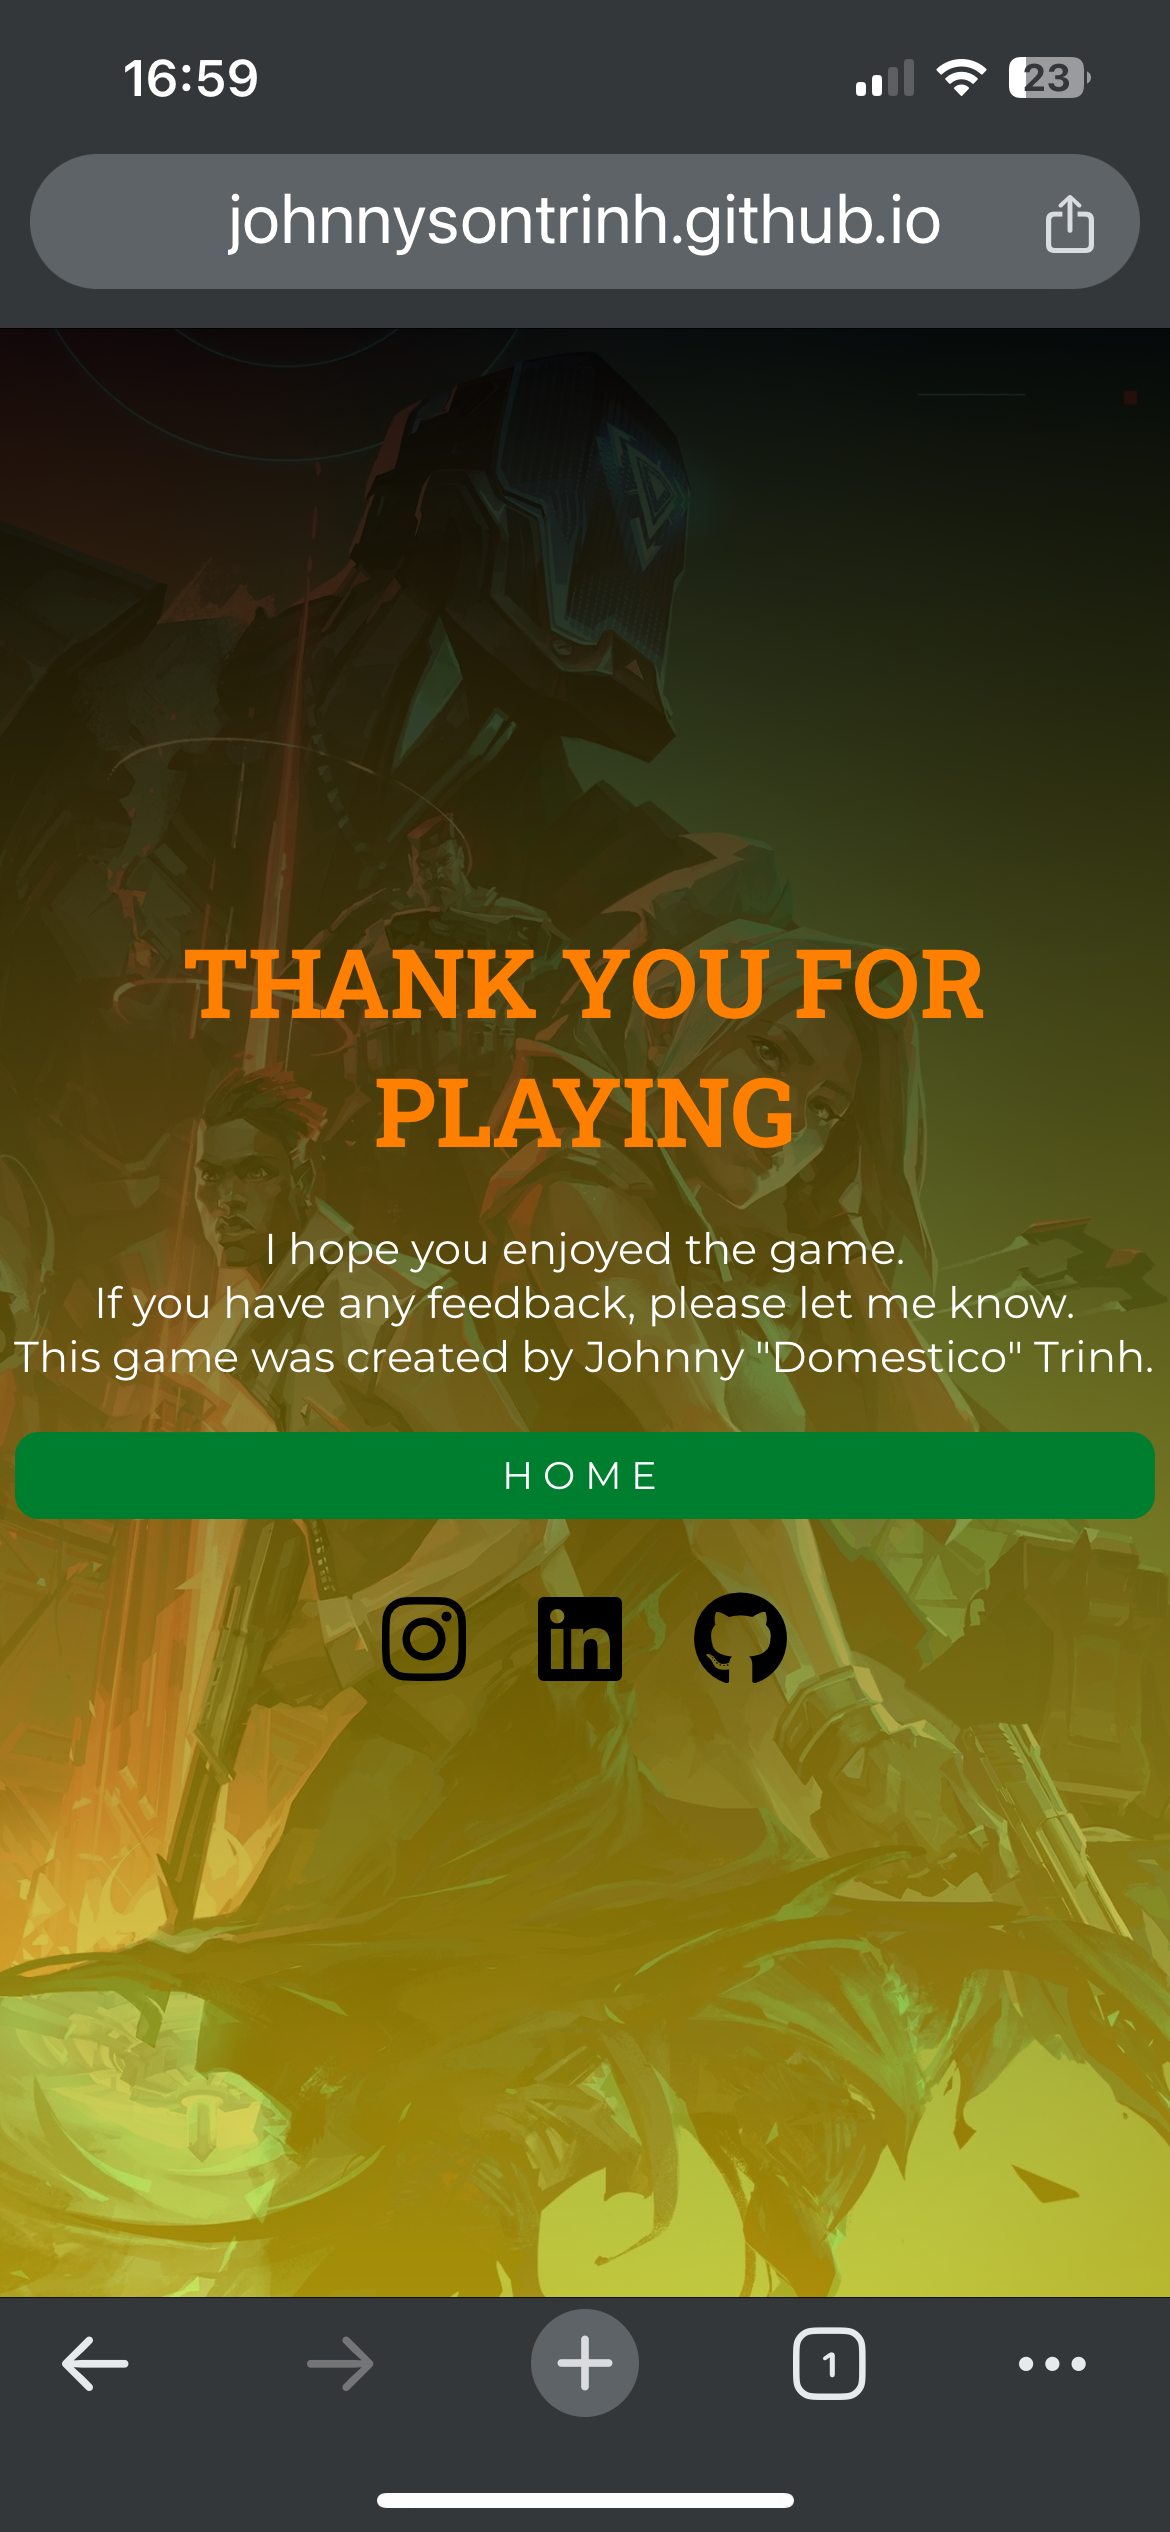 16:59
23
johnnysontrinh.github.io
THANK YOU FOR
PLAYING
I hope you enjoyed the game.
If you have any feedback, please let me know.
This game was created by Johnny "Domestico" Trinh.
HOME
in
1